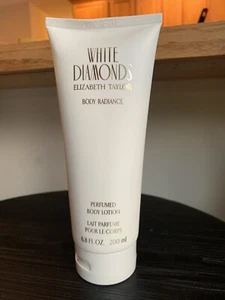 WHITE
DIAMONDS
ELIZABETH TAYLOR
BODY RADIANCE
PERFUMED
BODY LOTION
LAIT PARFUMÉ
POUR LE CORPS
6.8 FL OZ 200 ml